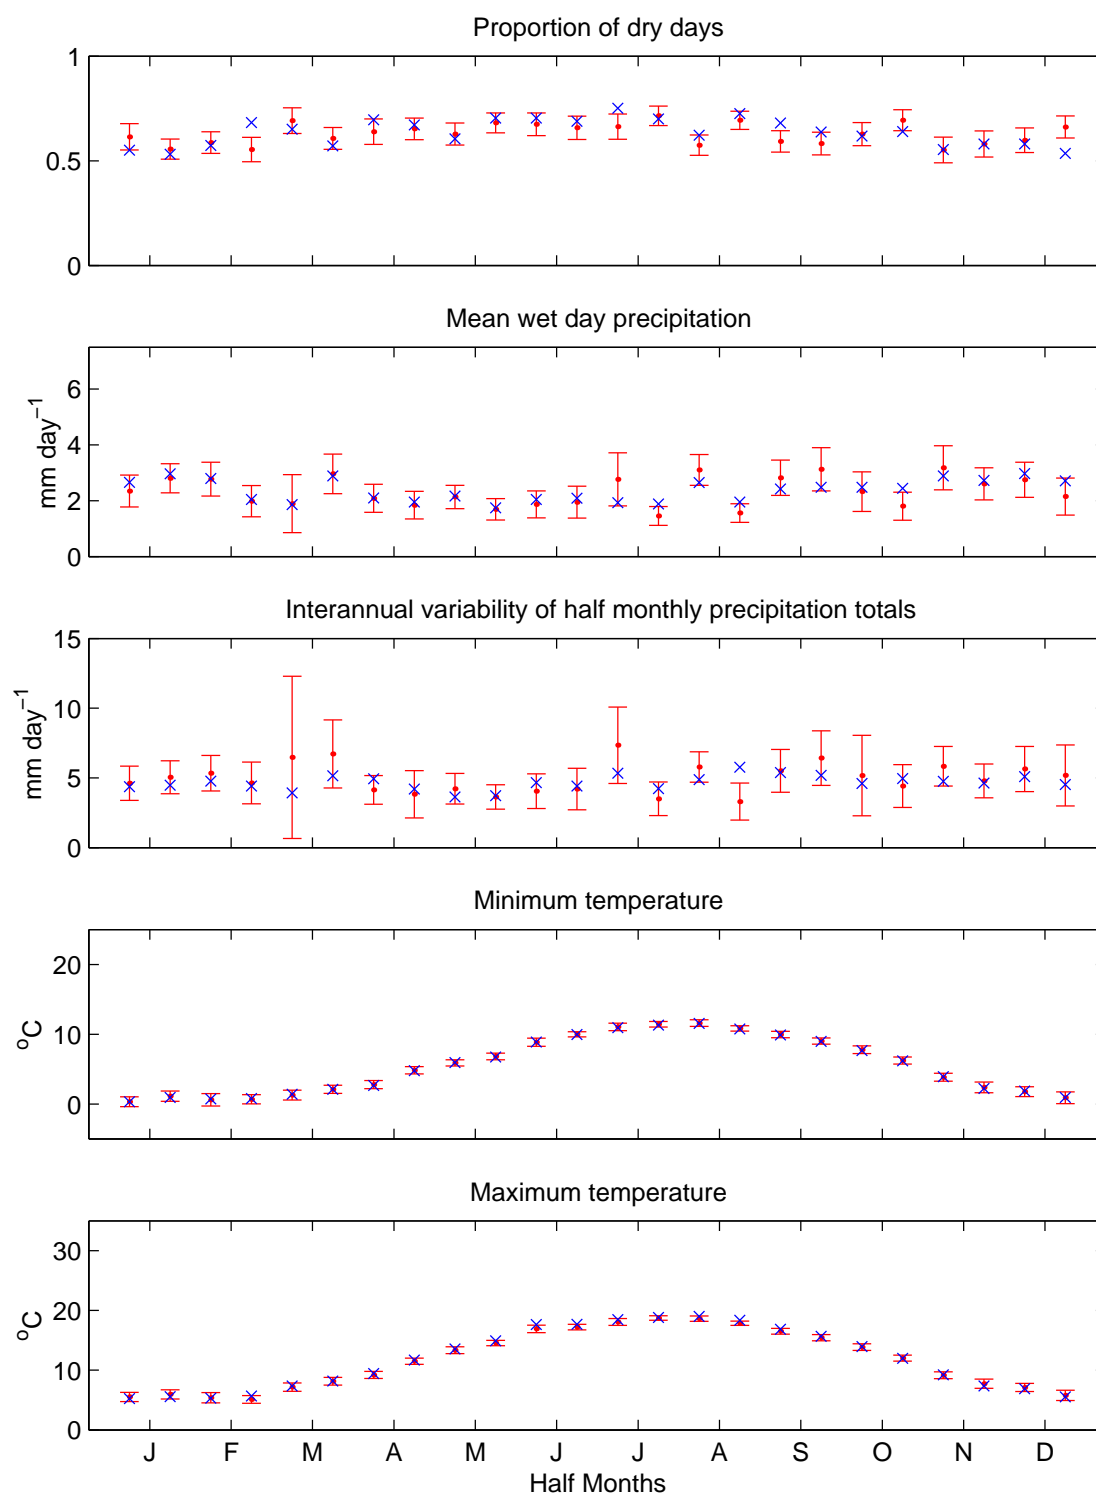 Proportion of dry days
1
0.5
0
Mean wet day precipitation
6
4
2
0
mm day⁻¹
Interannual variability of half monthly precipitation totals
15
10
5
0
mm day⁻¹
Minimum temperature
20
10
0
ºC
Maximum temperature
30
20
10
0
ºC
J F M A M J J A S O N D
Half Months